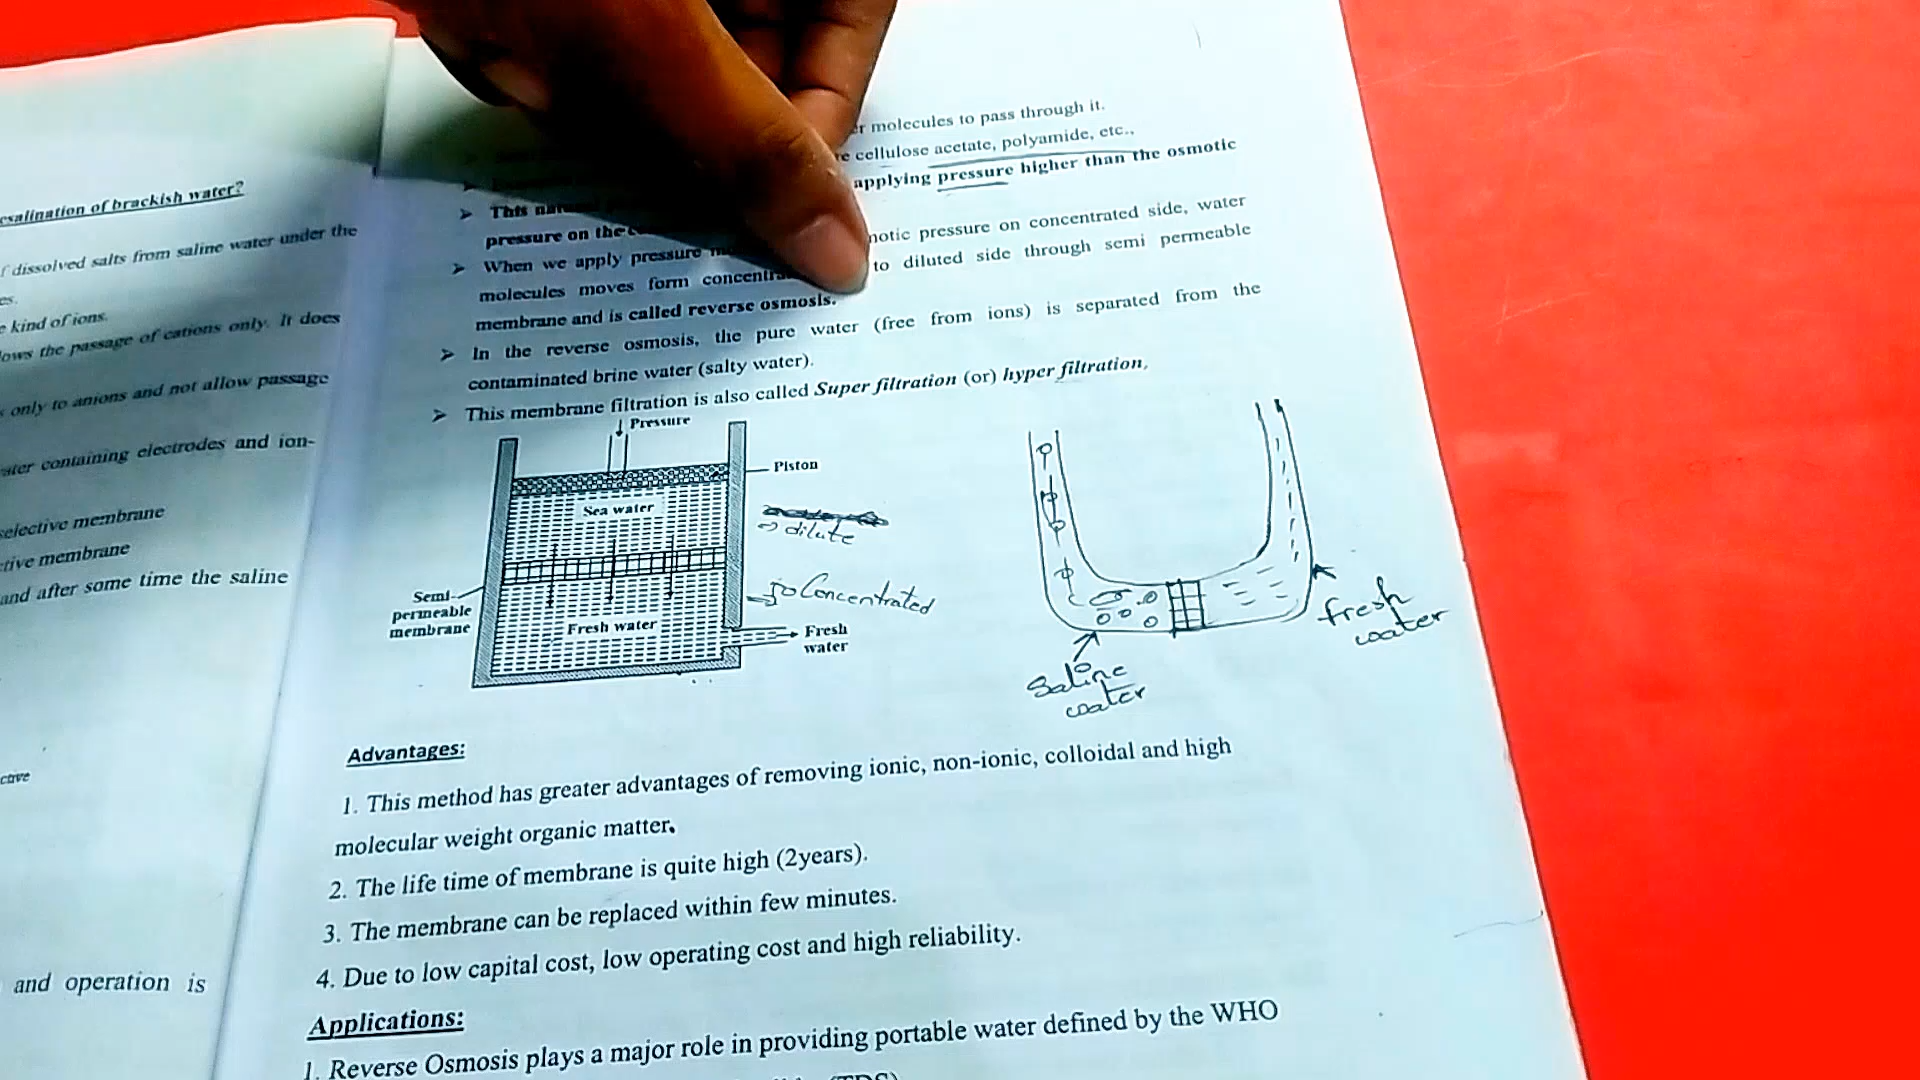 esalination of brackish water?
f dissolved salts from saline water under the
es.
e kind of ions.
lows the passage of cations only. It does
s only to anions and not allow passage
ater containing electrodes and ion-
selective membrane
ctive membrane
and after some time the saline
ctive
and operation is
er molecules to pass through it.
re cellulose acetate, polyamide, etc.,
➤ This applying pressure higher than the osmotic
pressure on the
➤ When we apply pressure notic pressure on concentrated side, water
molecules moves form to diluted side through semi permeable
membrane and is called reverse osmosis.
➤ In the reverse osmosis, the pure water (free from ions) is separated from the
contaminated brine water (salty water).
➤ This membrane filtration is also called Super filtration (or) hyper filtration,
Pressure
Piston
Sea water
→ dilute
Semi-
permeable
membrane
Concentrated
Fresh water
Fresh
water
fresh
water
Saline
water
Advantages:
1. This method has greater advantages of removing ionic, non-ionic, colloidal and high
molecular weight organic matter.
2. The life time of membrane is quite high (2years).
3. The membrane can be replaced within few minutes.
4. Due to low capital cost, low operating cost and high reliability.
Applications:
1. Reverse Osmosis plays a major role in providing portable water defined by the WHO
(TDS)